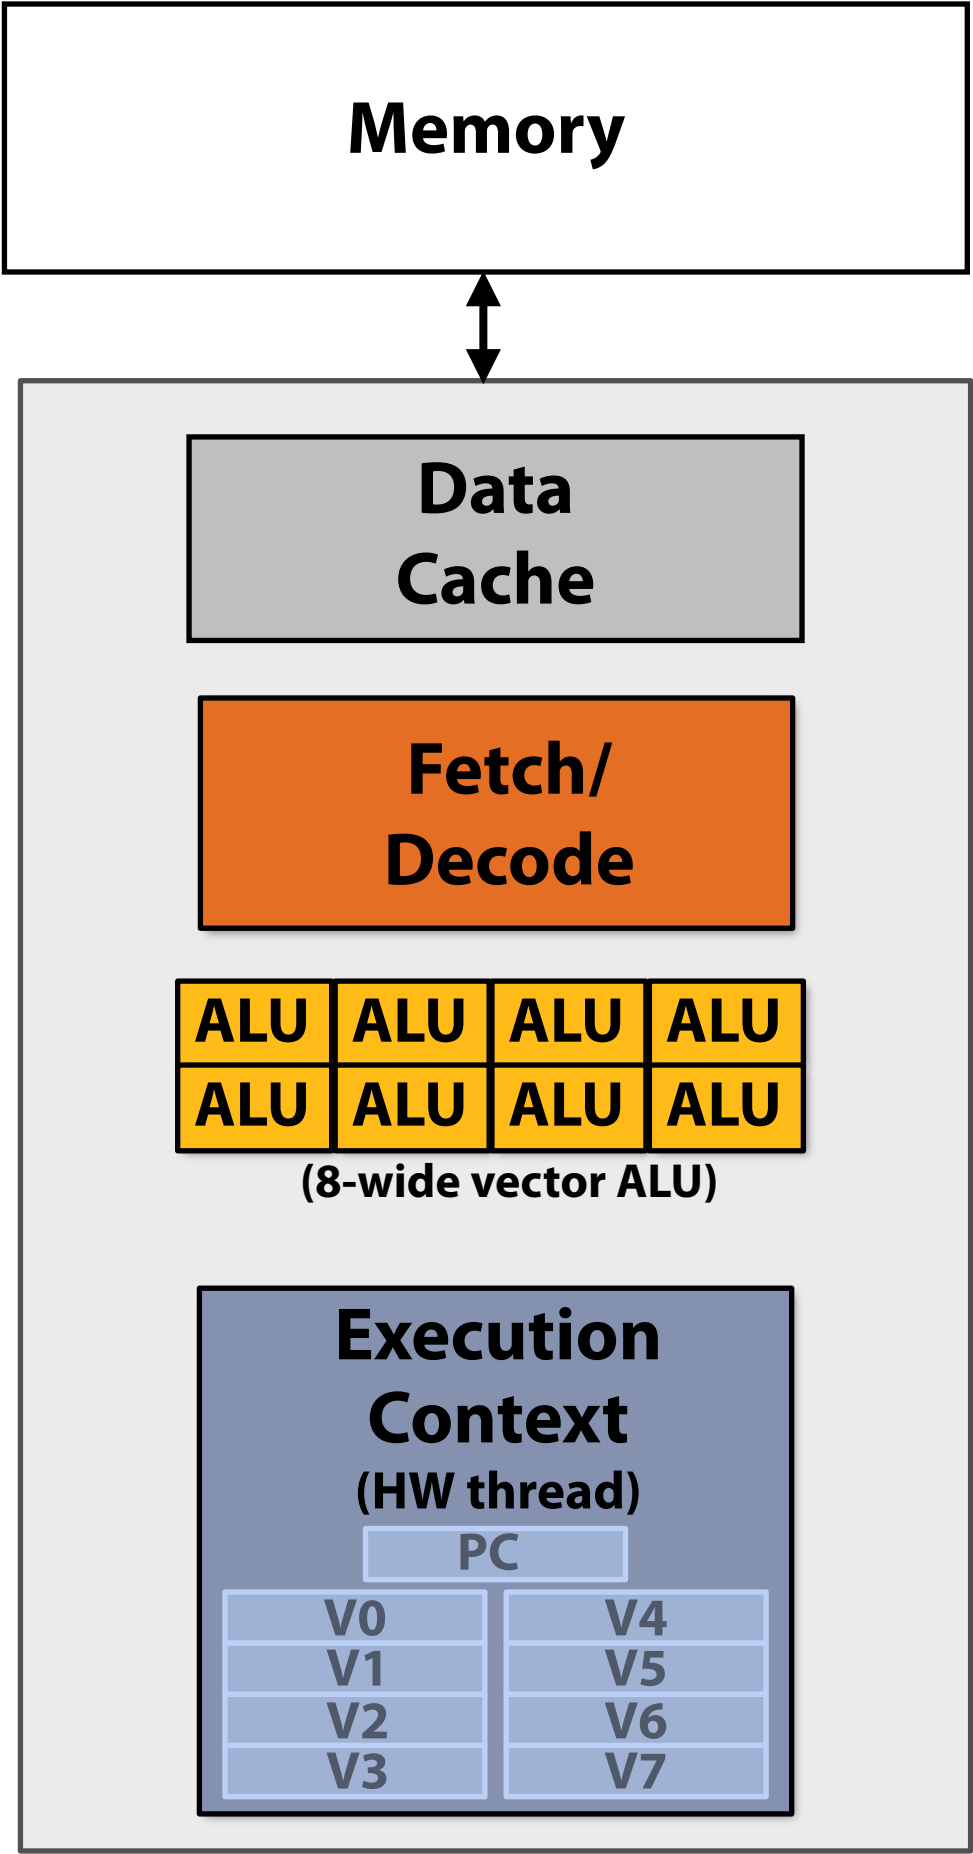 Memory
Data
Cache
Fetch/
Decode
ALU ALU ALU ALU
ALU ALU ALU ALU
(8-wide vector ALU)
Execution
Context
(HW thread)
PC
V0 V4
V1 V5
V2 V6
V3 V7